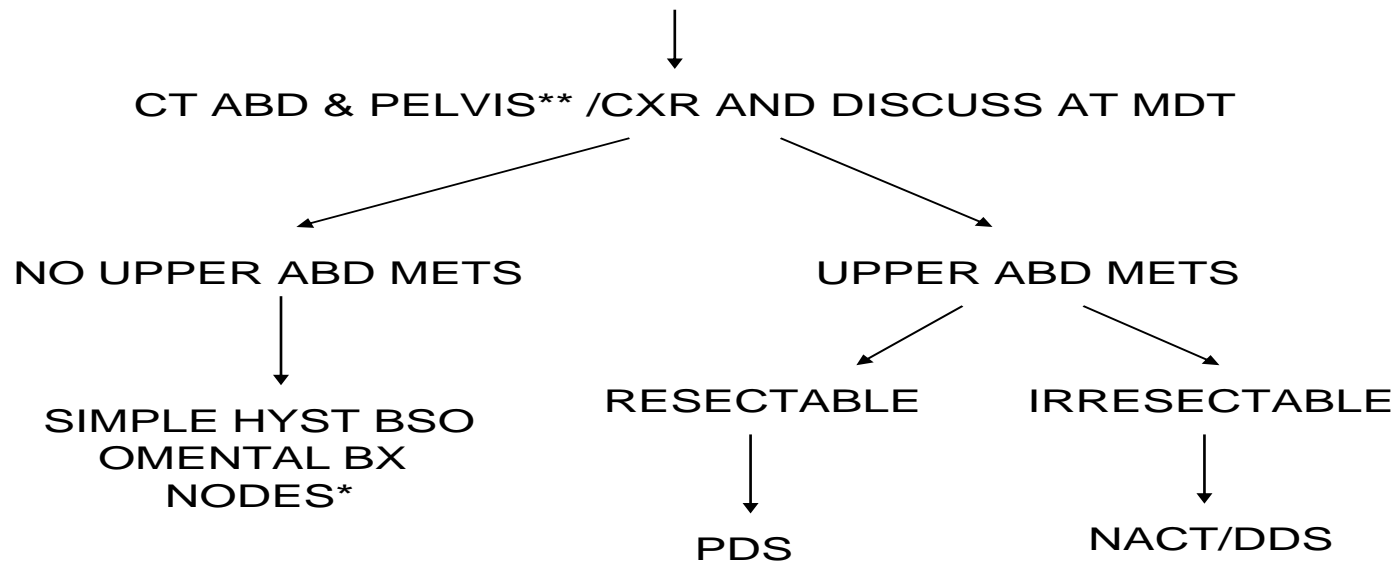 CT ABD & PELVIS** /CXR AND DISCUSS AT MDT
NO UPPER ABD METS
UPPER ABD METS
SIMPLE HYST BSO
OMENTAL BX
NODES*
RESECTABLE
IRRESECTABLE
PDS
NACT/DDS